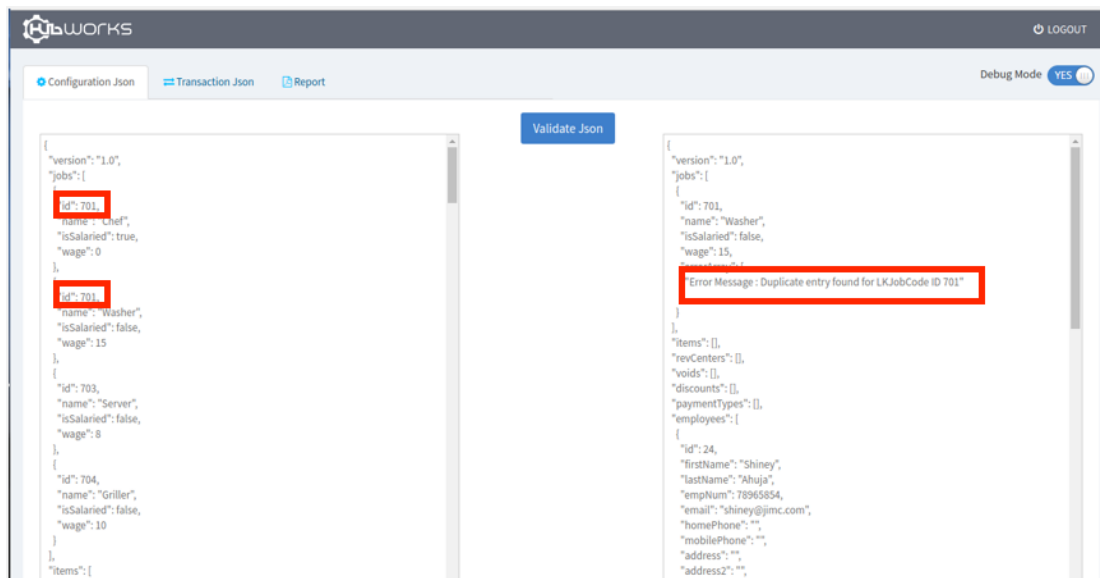 Hubworks
LOGOUT
Configuration Json
Transaction Json
Report
Debug Mode YES
Validate Json
{
"version": "1.0",
"jobs": [
{
"id": 701,
"name": "Chef",
"isSalaried": true,
"wage": 0
},
{
"id": 701,
"name": "Washer",
"isSalaried": false,
"wage": 15
},
{
"id": 703,
"name": "Server",
"isSalaried": false,
"wage": 8
},
{
"id": 704,
"name": "Griller",
"isSalaried": false,
"wage": 10
}
],
"items": [
{
"version": "1.0",
"jobs": [
{
"id": 701,
"name": "Washer",
"isSalaried": false,
"wage": 15,
"Error Message : Duplicate entry found for LKJobCode ID 701"
}
],
"items": [],
"revCenters": [],
"voids": [],
"discounts": [],
"paymentTypes": [],
"employees": [
{
"id": 24,
"firstName": "Shiney",
"lastName": "Ahuja",
"empNum": 78965854,
"email": "shiney@jimc.com",
"homePhone": "",
"mobilePhone": "",
"address": "",
"address2": "",